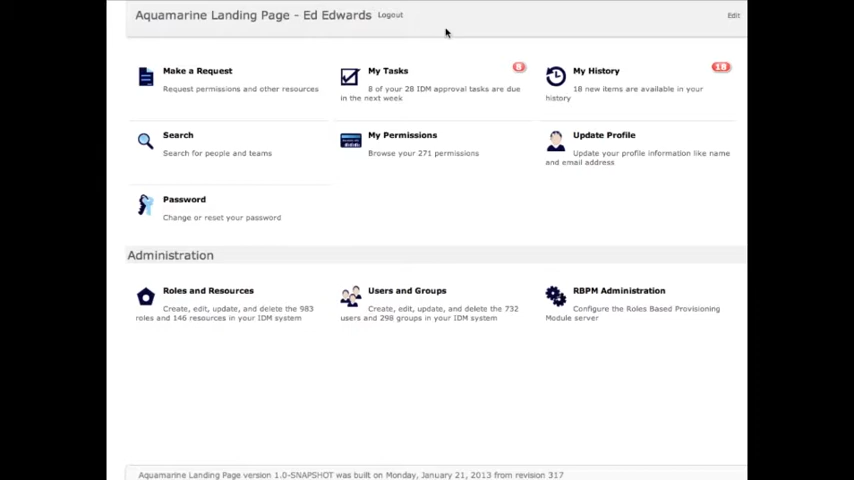 Aquamarine Landing Page - Ed Edwards Logout Edit
Make a Request
Request permissions and other resources
My Tasks 8
8 of your 28 IDM approval tasks are due
in the next week
My History 18
18 new items are available in your
history
Search
Search for people and teams
My Permissions
Browse your 271 permissions
Update Profile
Update your profile information like name
and email address
Password
Change or reset your password
Administration
Roles and Resources
Create, edit, update, and delete the 983
roles and 146 resources in your IDM system
Users and Groups
Create, edit, update, and delete the 732
users and 298 groups in your IDM system
RBPM Administration
Configure the Roles Based Provisioning
Module server
Aquamarine Landing Page version 1.0-SNAPSHOT was built on Monday, January 21, 2013 from revision 317